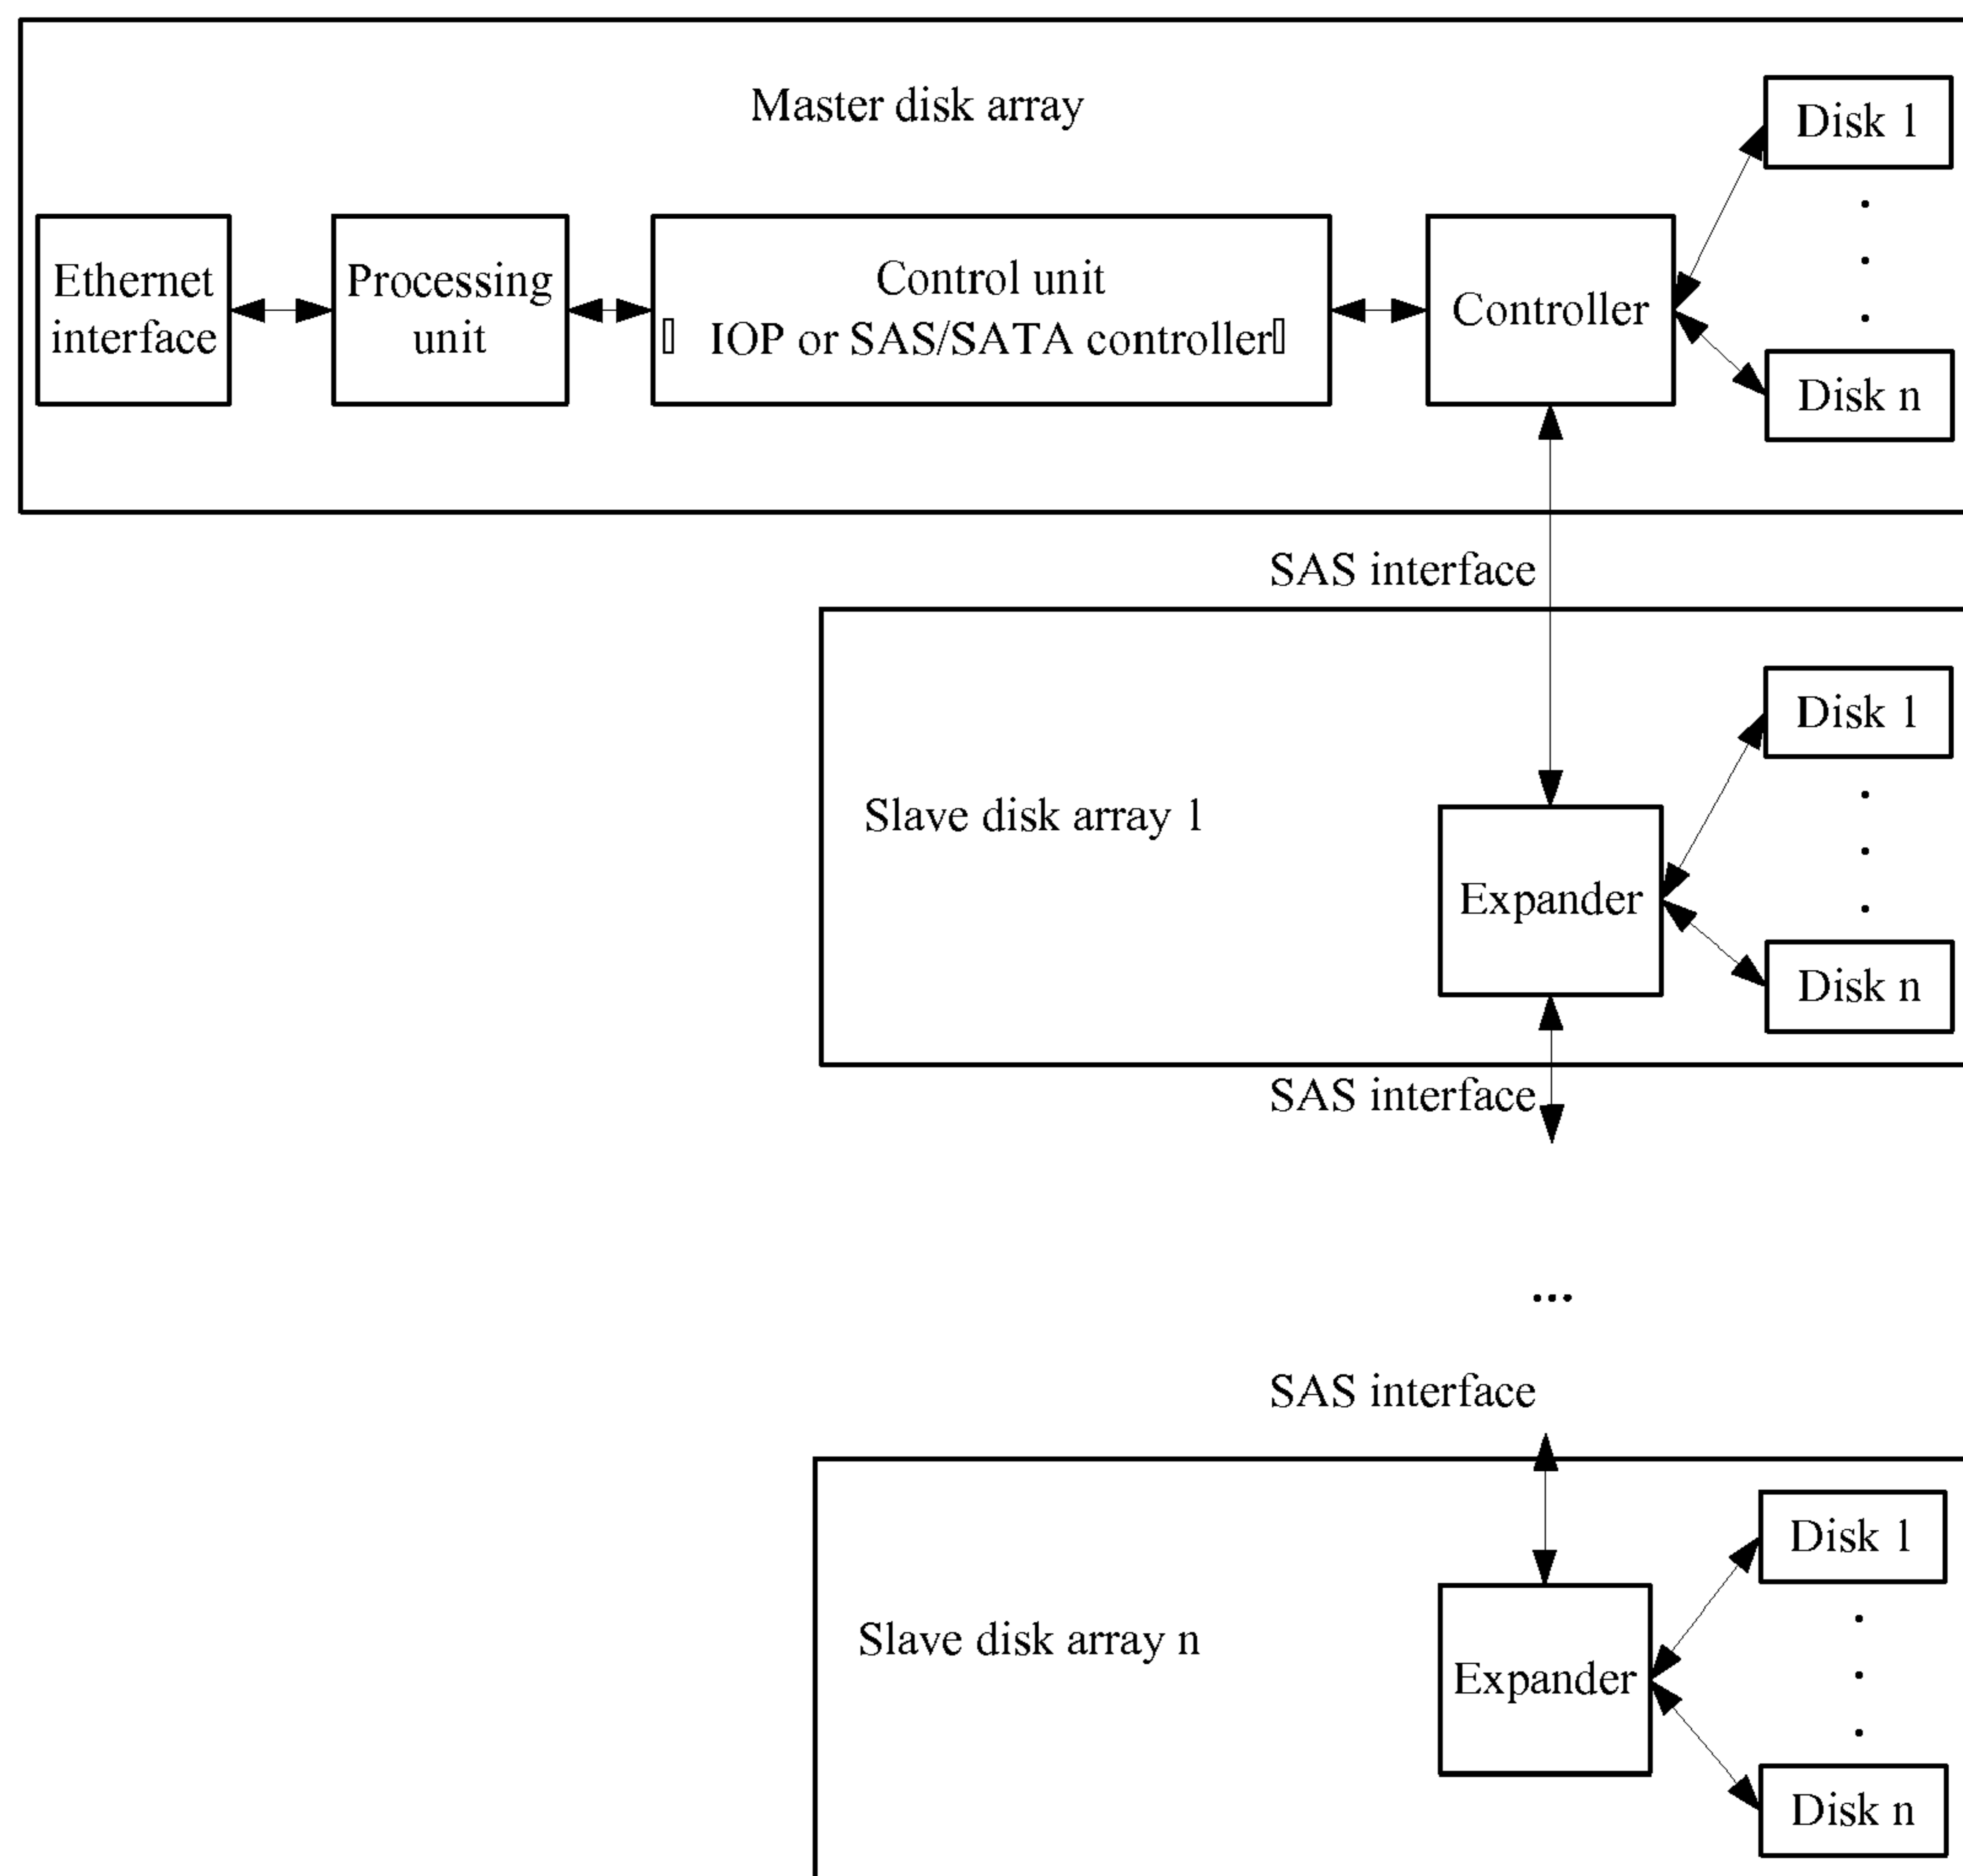 Master disk array
Disk 1
Ethernet
interface
Processing
unit
Control unit
IOP or SAS/SATA controller
Controller
Disk n
SAS interface
Slave disk array 1
Disk 1
Expander
Disk n
SAS interface
...
SAS interface
Slave disk array n
Disk 1
Expander
Disk n